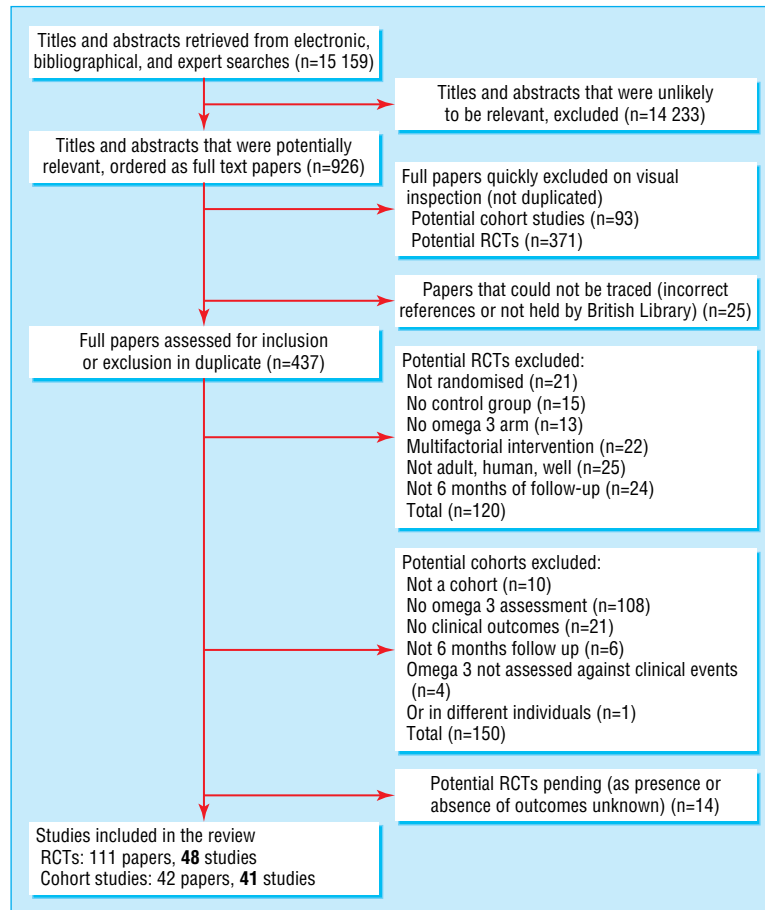 Titles and abstracts retrieved from electronic,
bibliographical, and expert searches (n=15 159)
Titles and abstracts that were unlikely
to be relevant, excluded (n=14 233)
Titles and abstracts that were potentially
relevant, ordered as full text papers (n=926)
Full papers quickly excluded on visual
inspection (not duplicated)
Potential cohort studies (n=93)
Potential RCTs (n=371)
Papers that could not be traced (incorrect
references or not held by British Library) (n=25)
Full papers assessed for inclusion
or exclusion in duplicate (n=437)
Potential RCTs excluded:
Not randomised (n=21)
No control group (n=15)
No omega 3 arm (n=13)
Multifactorial intervention (n=22)
Not adult, human, well (n=25)
Not 6 months of follow-up (n=24)
Total (n=120)
Potential cohorts excluded:
Not a cohort (n=10)
No omega 3 assessment (n=108)
No clinical outcomes (n=21)
Not 6 months follow up (n=6)
Omega 3 not assessed against clinical events
(n=4)
Or in different individuals (n=1)
Total (n=150)
Potential RCTs pending (as presence or
absence of outcomes unknown) (n=14)
Studies included in the review
RCTs: 111 papers, 48 studies
Cohort studies: 42 papers, 41 studies